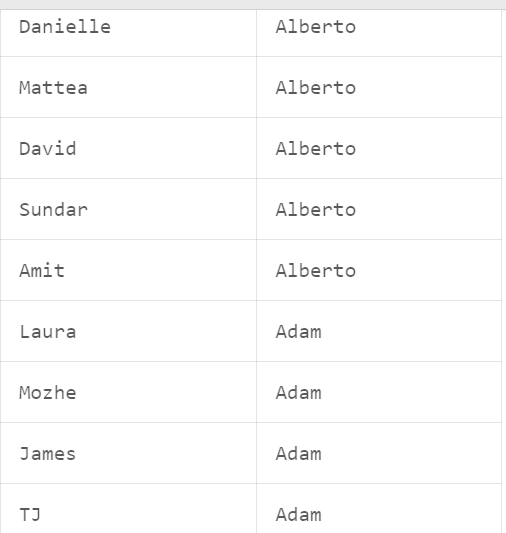 Danielle Alberto
Mattea Alberto
David Alberto
Sundar Alberto
Amit Alberto
Laura Adam
Mozhe Adam
James Adam
TJ Adam